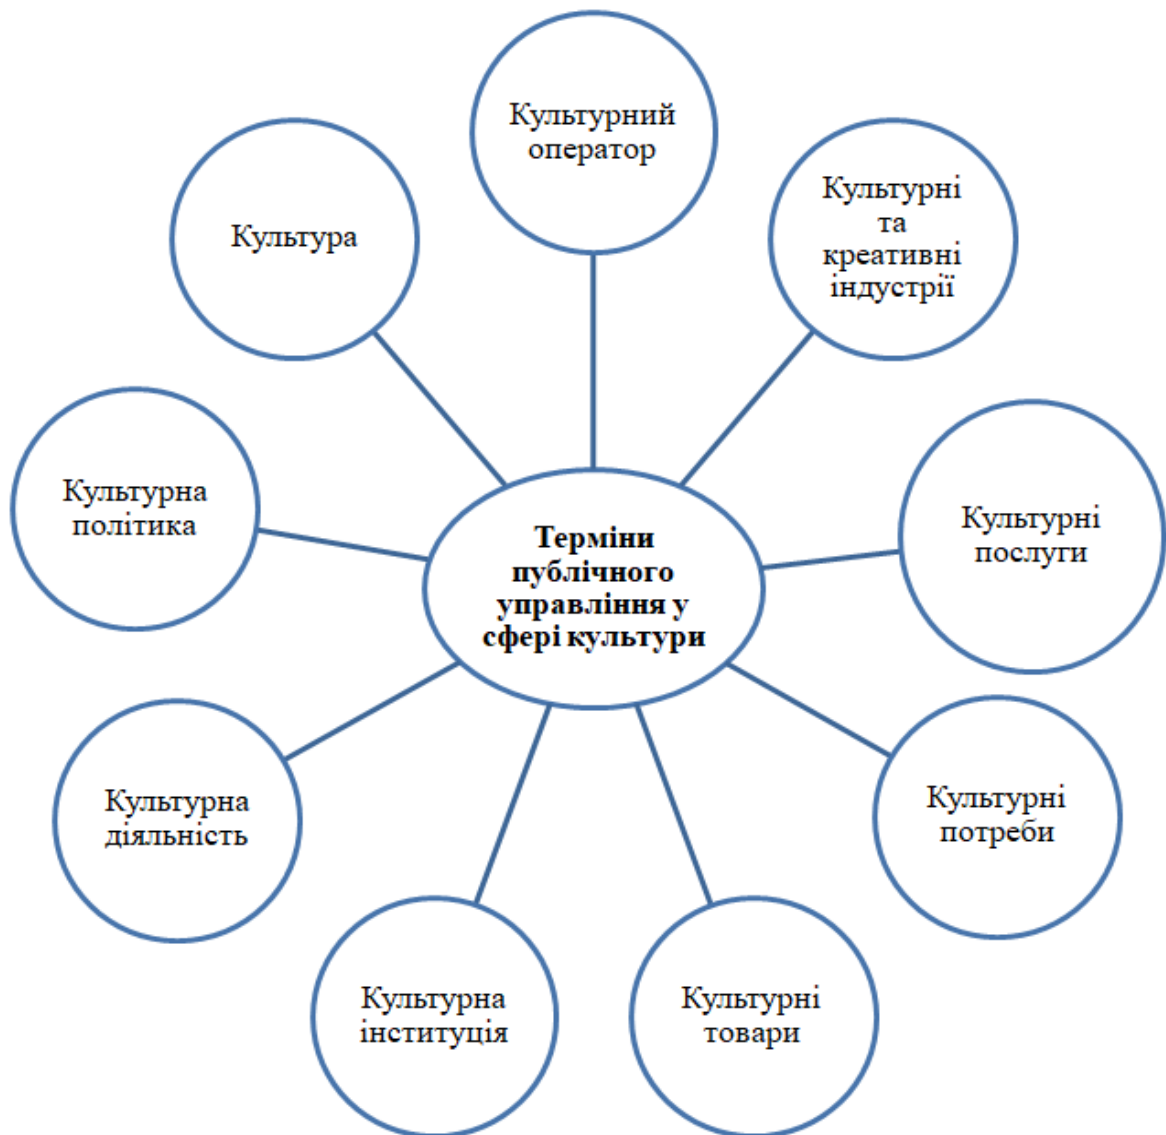 Культурний
оператор
Культура
Культурні
та
креативні
індустрії
Культурна
політика
Культурні
послуги
Терміни
публічного
управління у
сфері культури
Культурна
діяльність
Культурні
потреби
Культурна
інституція
Культурні
товари